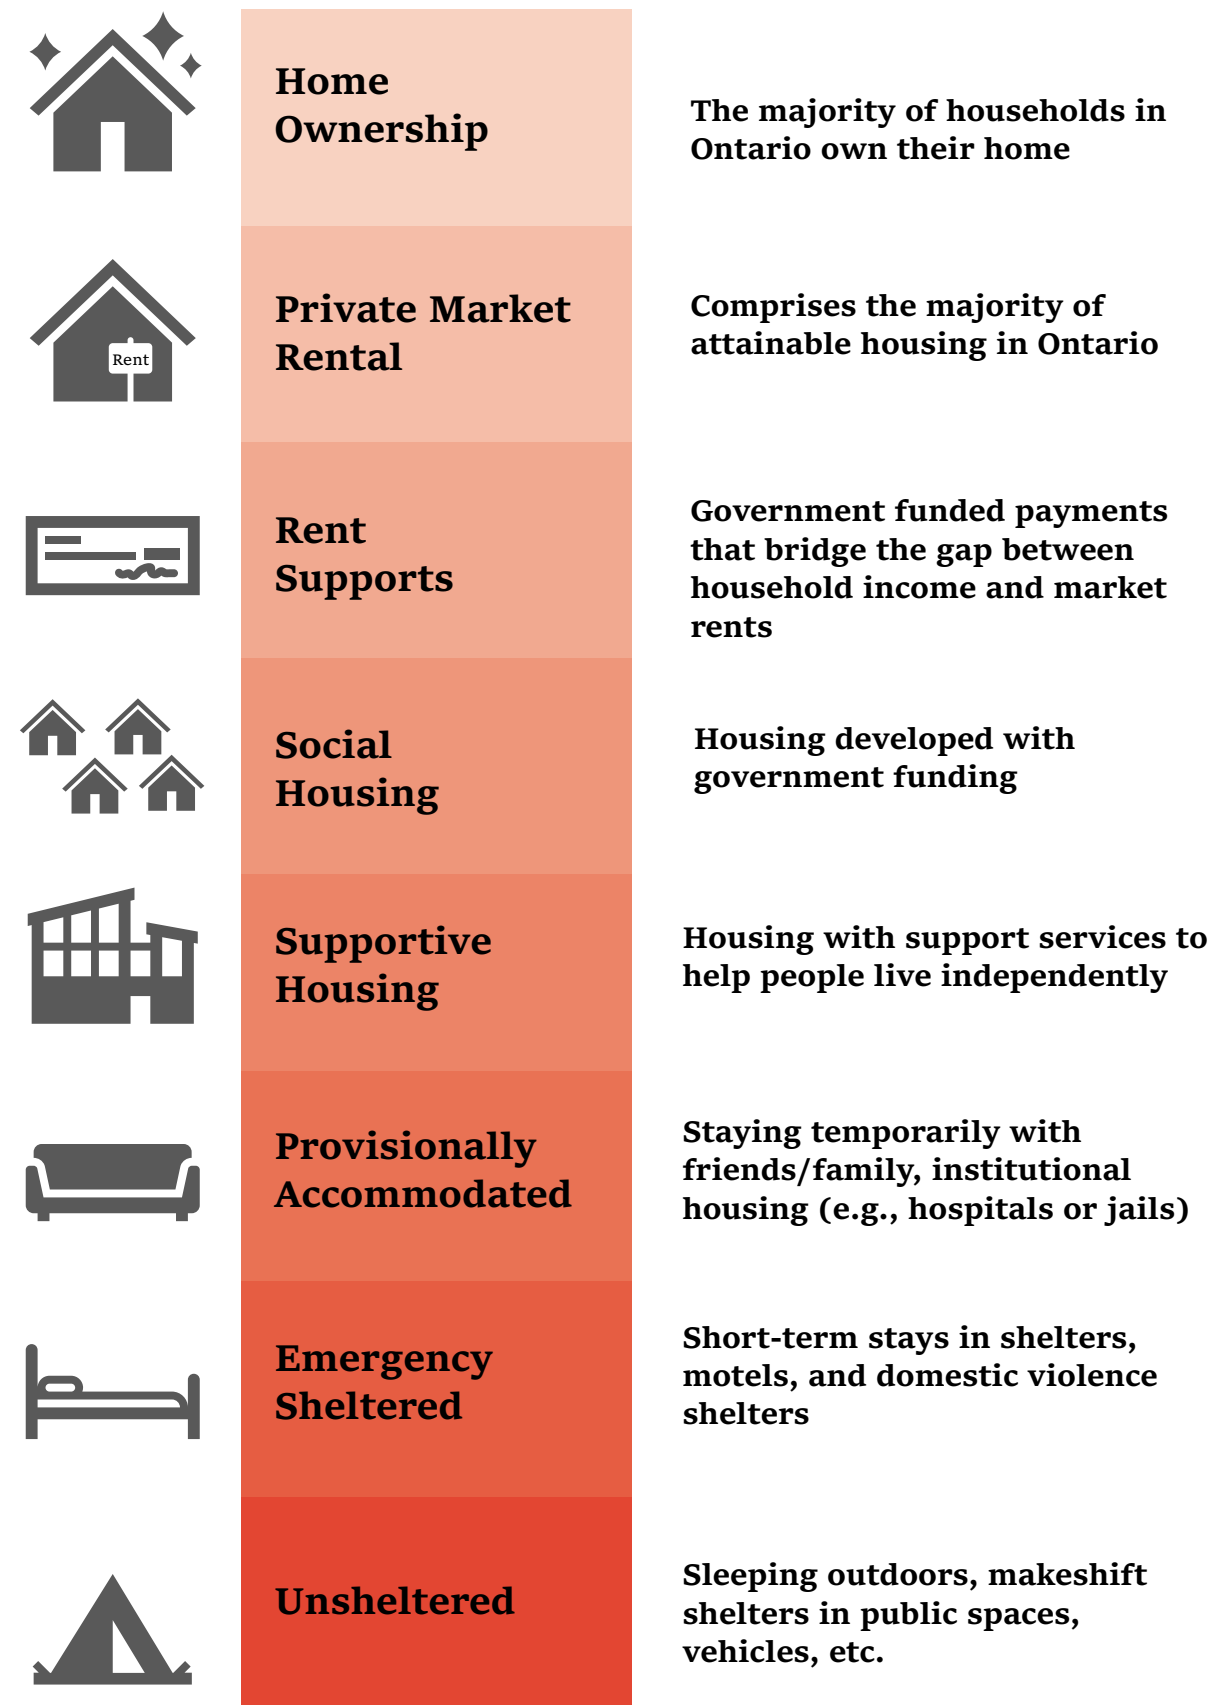 Home
Ownership
The majority of households in
Ontario own their home
Rent
Private Market
Rental
Comprises the majority of
attainable housing in Ontario
Rent
Supports
Government funded payments
that bridge the gap between
household income and market
rents
Social
Housing
Housing developed with
government funding
Supportive
Housing
Housing with support services to
help people live independently
Provisionally
Accommodated
Staying temporarily with
friends/family, institutional
housing (e.g., hospitals or jails)
Emergency
Sheltered
Short-term stays in shelters,
motels, and domestic violence
shelters
Unsheltered
Sleeping outdoors, makeshift
shelters in public spaces,
vehicles, etc.